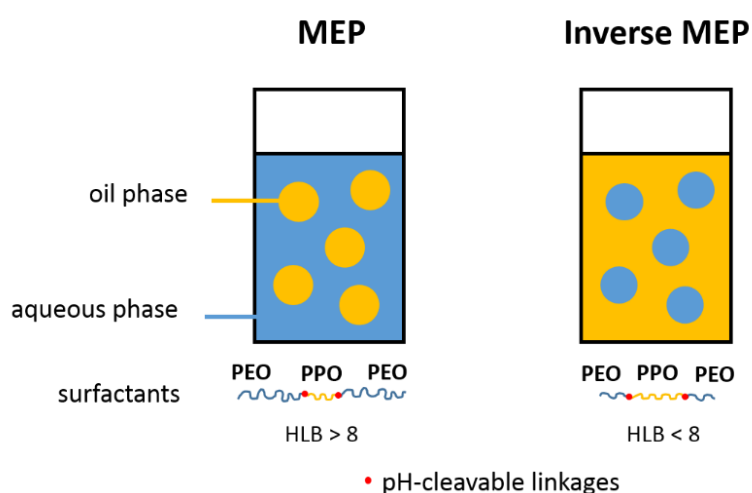 MEP
Inverse MEP
oil phase
aqueous phase
surfactants
PEO PPO PEO
PEO PPO PEO
HLB > 8
HLB < 8
pH-cleavable linkages